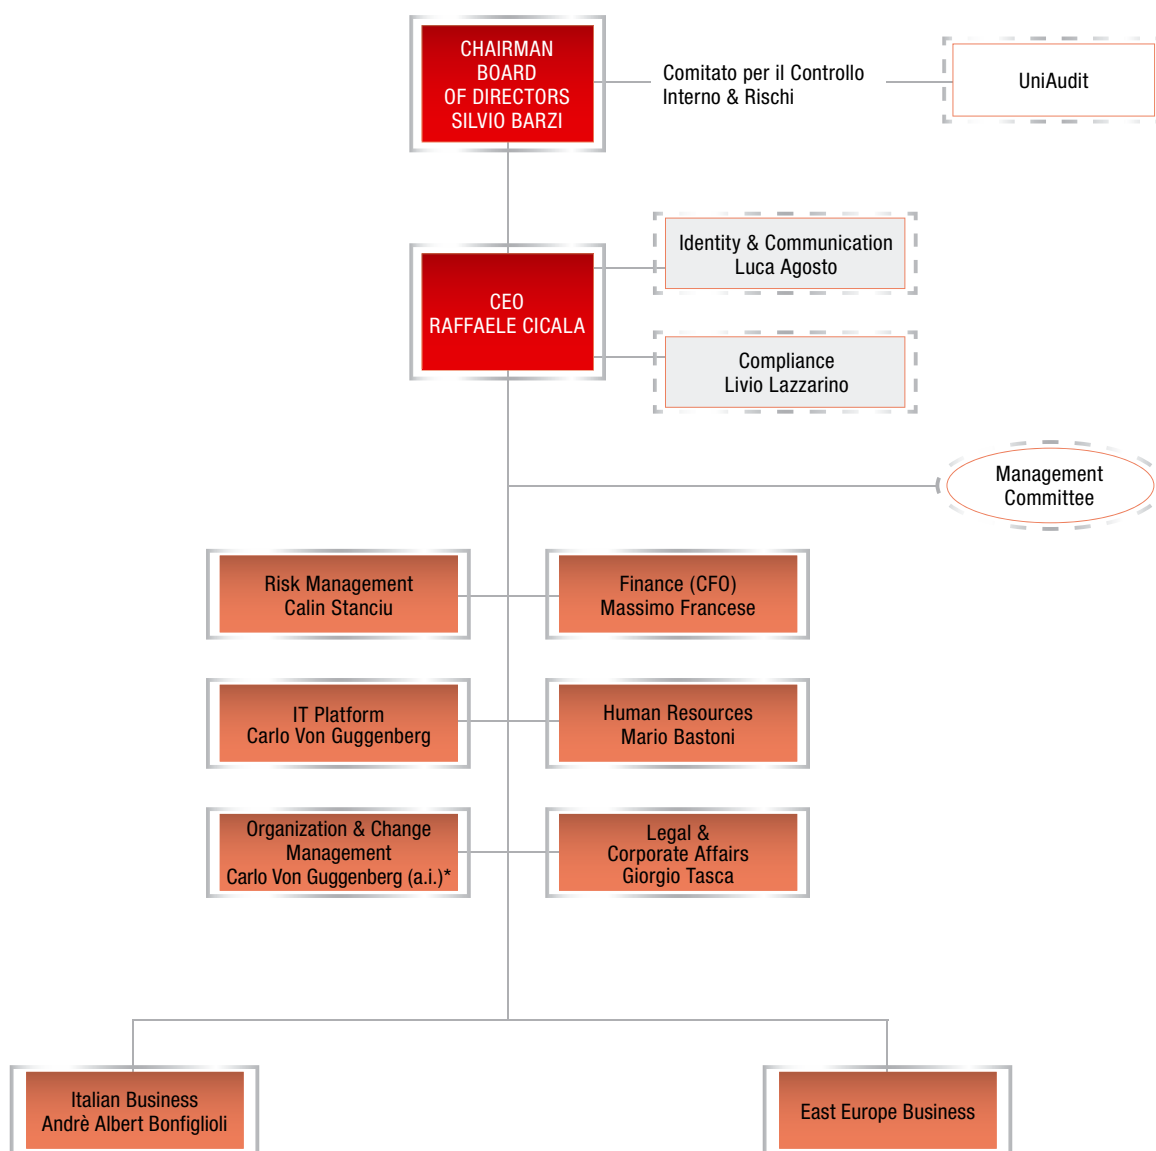 CHAIRMAN
BOARD
OF DIRECTORS
SILVIO BARZI
Comitato per il Controllo
Interno & Rischi
UniAudit
Identity & Communication
Luca Agosto
CEO
RAFFAELE CICALA
Compliance
Livio Lazzarino
Management
Committee
Risk Management
Calin Stanciu
Finance (CFO)
Massimo Francese
IT Platform
Carlo Von Guggenberg
Human Resources
Mario Bastoni
Organization & Change
Management
Carlo Von Guggenberg (a.i.)*
Legal &
Corporate Affairs
Giorgio Tasca
Italian Business
Andrè Albert Bonfiglioli
East Europe Business